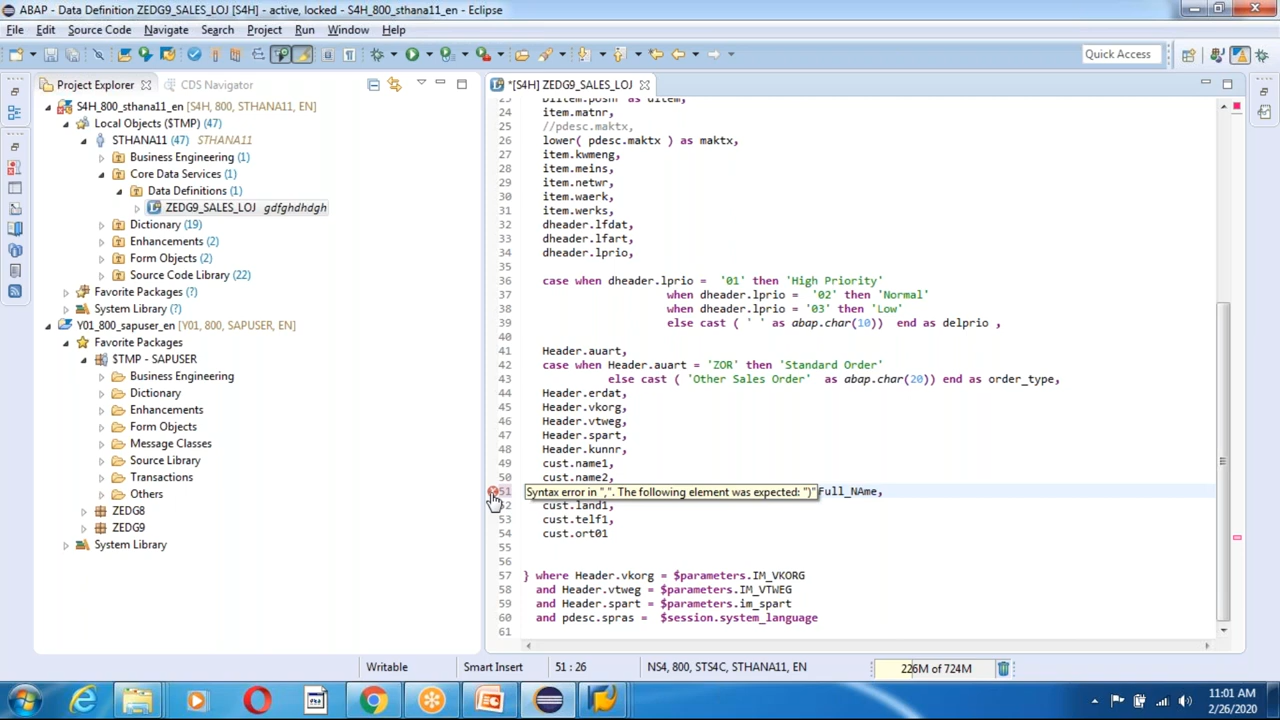 ABAP - Data Definition ZEDG9_SALES_LOJ [S4H] - active, locked - S4H_800_sthana11_en - Eclipse
File Edit Source Code Navigate Search Project Run Window Help
Quick Access
Project Explorer CDS Navigator
S4H_800_sthana11_en [S4H, 800, STHANA11, EN]
Local Objects ($TMP) (47)
STHANA11 (47) STHANA11
Business Engineering (1)
Core Data Services (1)
Data Definitions (1)
ZEDG9_SALES_LOJ gdfghdhdgh
Dictionary (19)
Enhancements (2)
Form Objects (2)
Source Code Library (22)
Favorite Packages (?)
System Library (?)
Y01_800_sapuser_en [Y01, 800, SAPUSER, EN]
Favorite Packages
$TMP - SAPUSER
Business Engineering
Dictionary
Enhancements
Form Objects
Message Classes
Source Library
Transactions
Others
ZEDG8
ZEDG9
System Library
*[S4H] ZEDG9_SALES_LOJ
23 as ditem,
24 item.matnr,
25 //pdesc.maktx,
26 lower( pdesc.maktx ) as maktx,
27 item.kwmeng,
28 item.meins,
29 item.netwr,
30 item.waerk,
31 item.werks,
32 dheader.lfdat,
33 dheader.lfart,
34 dheader.lprio,
35
36 case when dheader.lprio = '01' then 'High Priority'
37 when dheader.lprio = '02' then 'Normal'
38 when dheader.lprio = '03' then 'Low'
39 else cast ( ' ' as abap.char(10)) end as delprio ,
40
41 Header.auart,
42 case when Header.auart = 'ZOR' then 'Standard Order'
43 else cast ( 'Other Sales Order' as abap.char(20)) end as order_type,
44 Header.erdat,
45 Header.vkorg,
46 Header.vtweg,
47 Header.spart,
48 Header.kunnr,
49 cust.name1,
50 cust.name2,
51 Syntax error in ",". The following element was expected: ")" Full_NAme,
52 cust.land1,
53 cust.telf1,
54 cust.ort01
55
56
57 } where Header.vkorg = $parameters.IM_VKORG
58 and Header.vtweg = $parameters.IM_VTWEG
59 and Header.spart = $parameters.im_spart
60 and pdesc.spras = $session.system_language
61
Writable Smart Insert 51 : 26 NS4, 800, STS4C, STHANA11, EN 226M of 724M
11:01 AM
2/26/2020